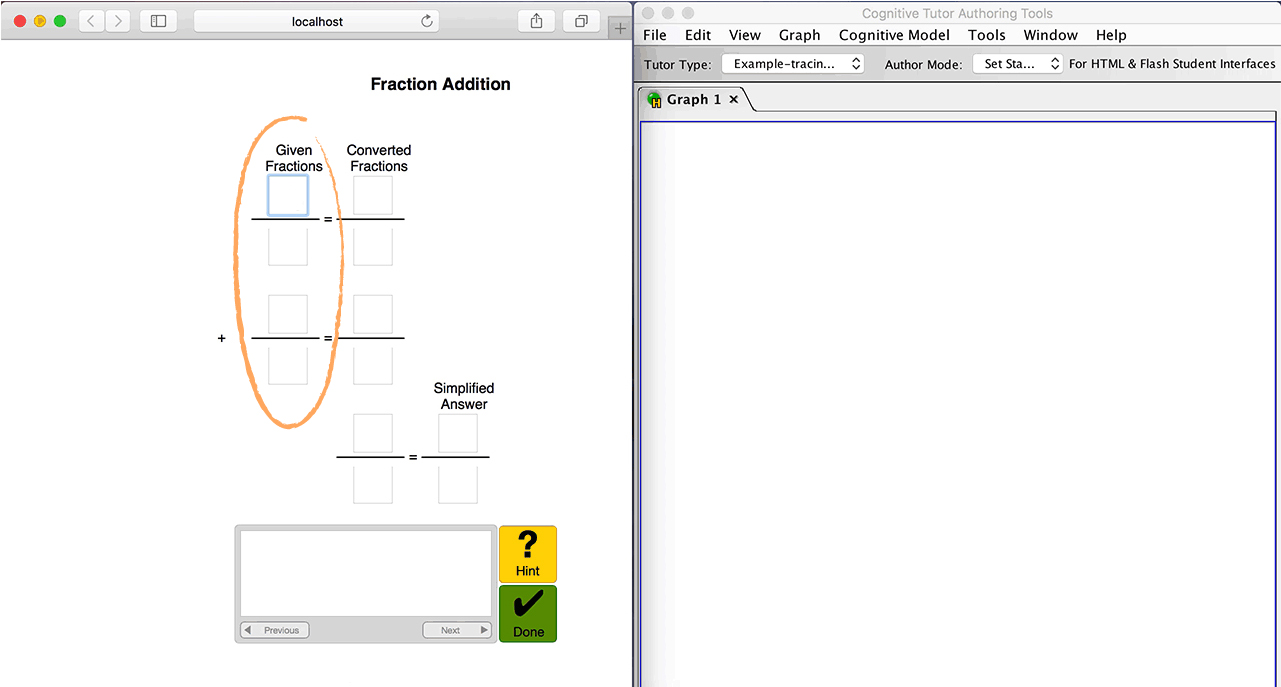 localhost
Fraction Addition
Given Fractions
Converted Fractions
=
+
=
Simplified Answer
=
?
Hint
Previous
Next
Done
Cognitive Tutor Authoring Tools
File Edit View Graph Cognitive Model Tools Window Help
Tutor Type: Example-tracin... Author Mode: Set Sta... For HTML & Flash Student Interfaces
Graph 1